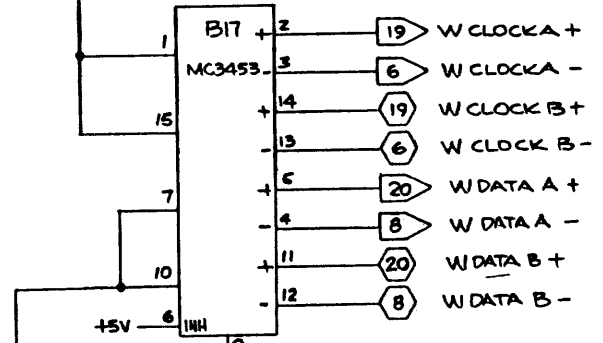 B17
+ 2 19 W CLOCK A +
1
MC3453 - 3 6 W CLOCK A -
+ 14 19 W CLOCK B +
15
- 13 6 W CLOCK B -
+ 5 20 W DATA A +
7
- 4 8 W DATA A -
+ 11 20 W DATA B +
10
- 12 8 W DATA B -
+5V 6 INH